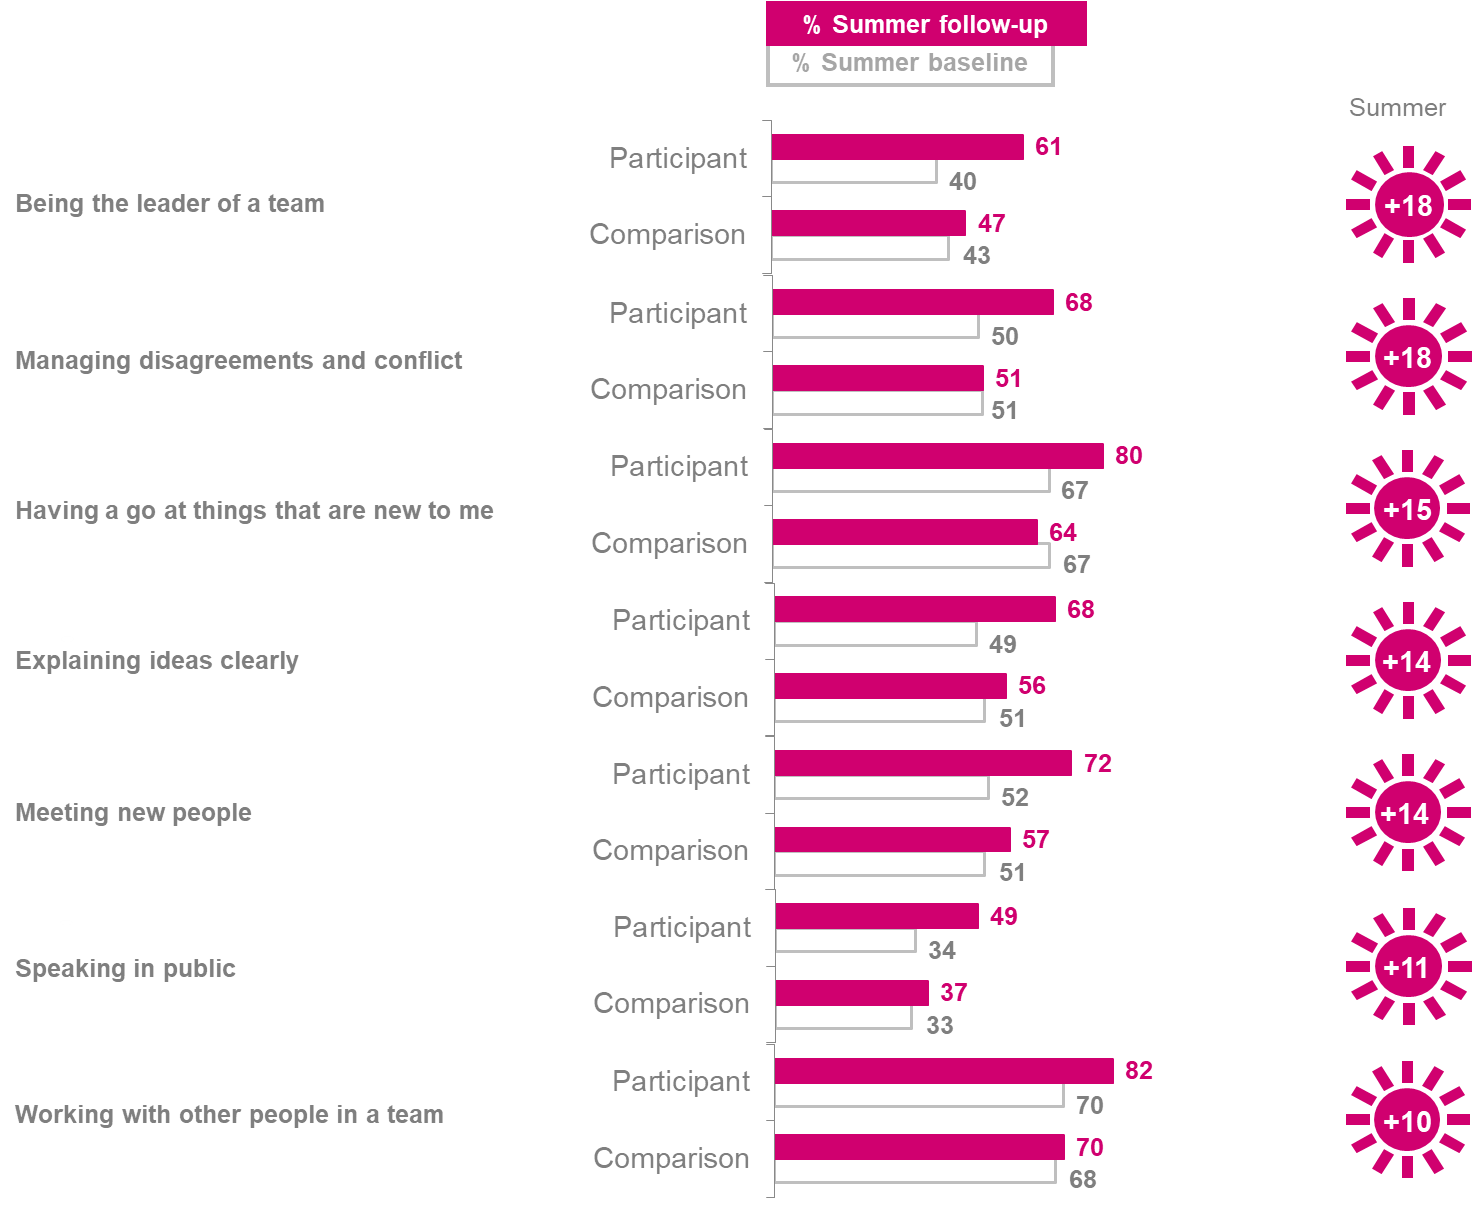 % Summer follow-up
% Summer baseline
Summer
Being the leader of a team
Participant
61
40
Comparison
47
43
+18
Managing disagreements and conflict
Participant
68
50
Comparison
51
51
+18
Having a go at things that are new to me
Participant
80
67
Comparison
64
67
+15
Explaining ideas clearly
Participant
68
49
Comparison
56
51
+14
Meeting new people
Participant
72
52
Comparison
57
51
+14
Speaking in public
Participant
49
34
Comparison
37
33
+11
Working with other people in a team
Participant
82
70
Comparison
70
68
+10